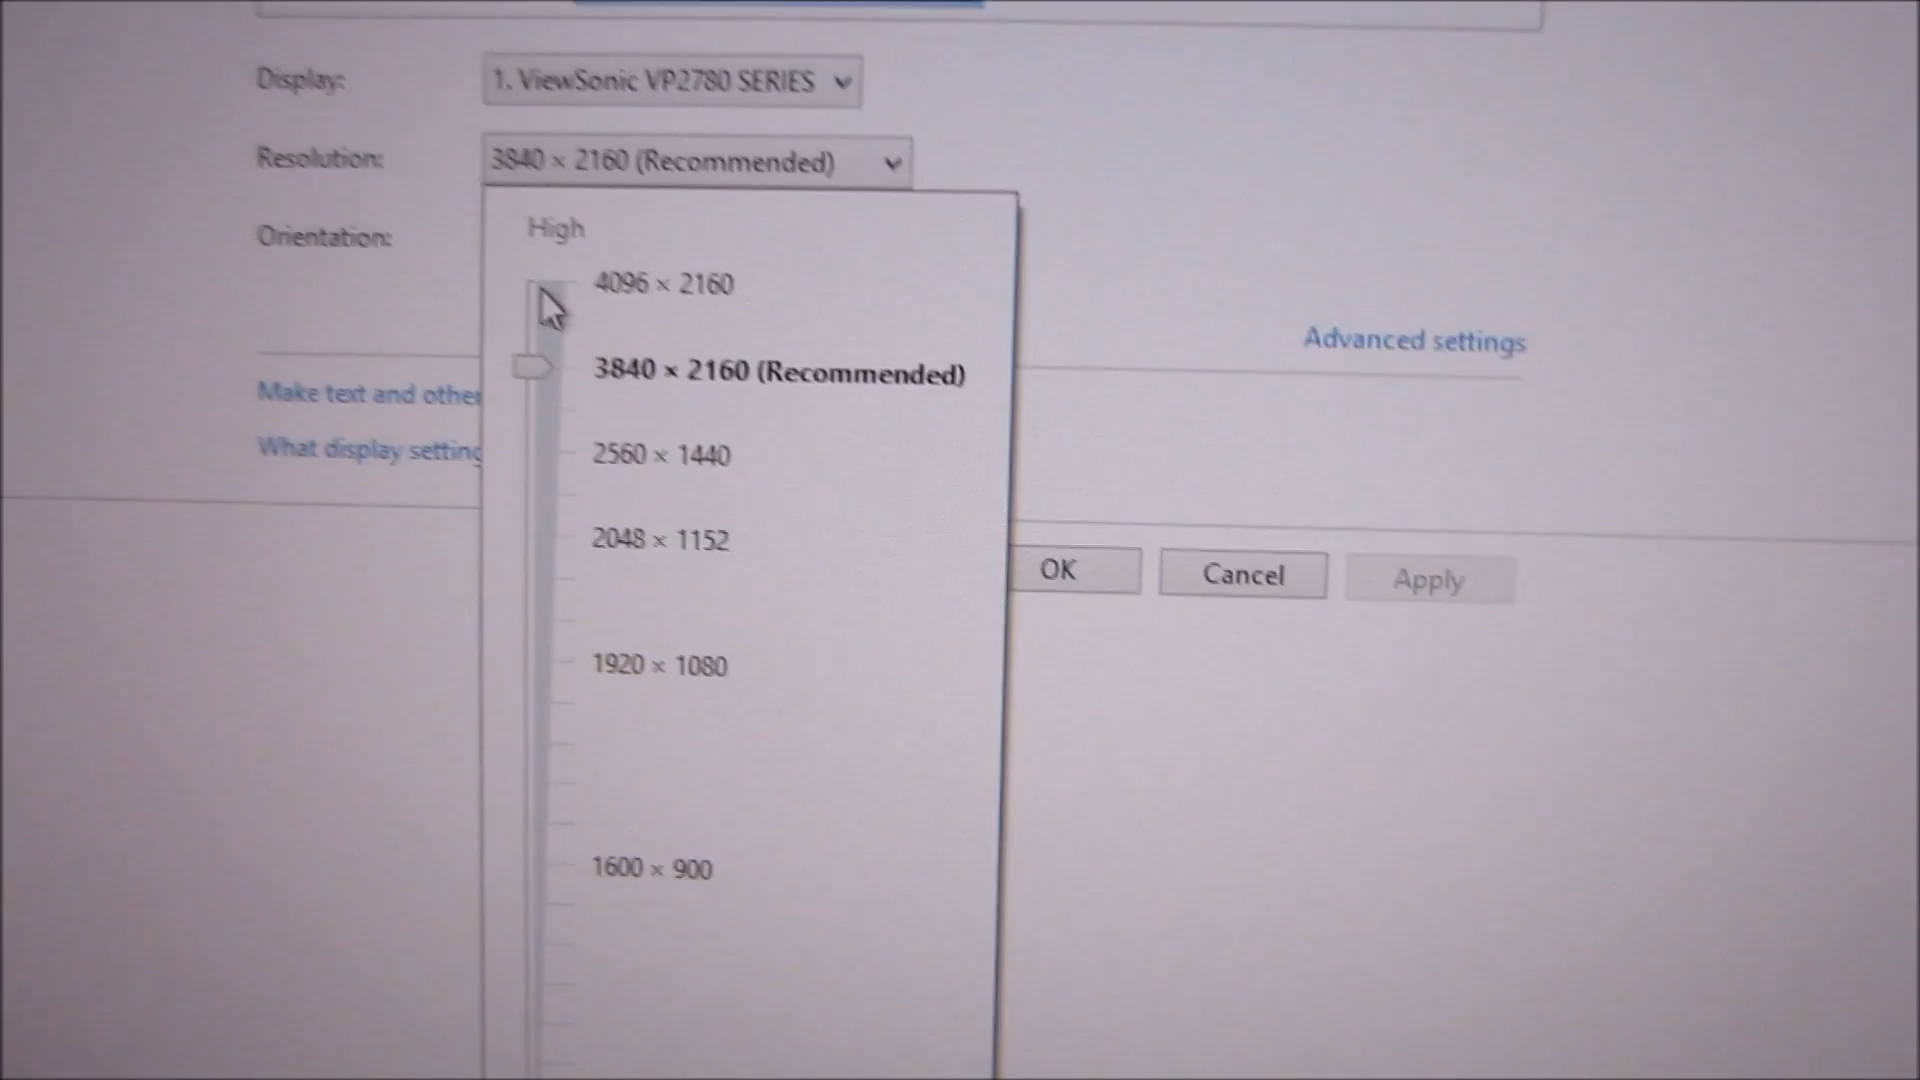 Display:
1. ViewSonic VP2780 SERIES
Resolution:
3840 × 2160 (Recommended)
Orientation:
High
4096 × 2160
3840 × 2160 (Recommended)
2560 × 1440
2048 × 1152
1920 × 1080
1600 × 900
Advanced settings
Make text and other
What display setting
OK
Cancel
Apply